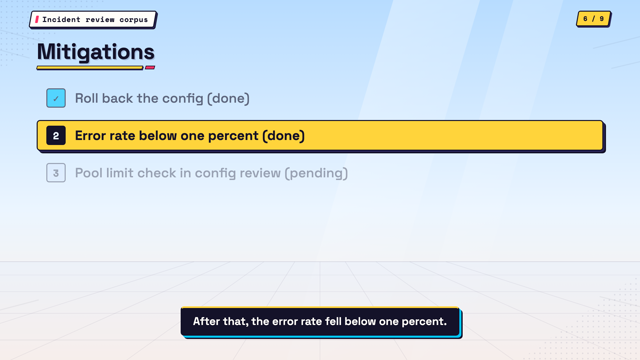 Incident review corpus
6 / 9
Mitigations
✓ Roll back the config (done)
2 Error rate below one percent (done)
3 Pool limit check in config review (pending)
After that, the error rate fell below one percent.